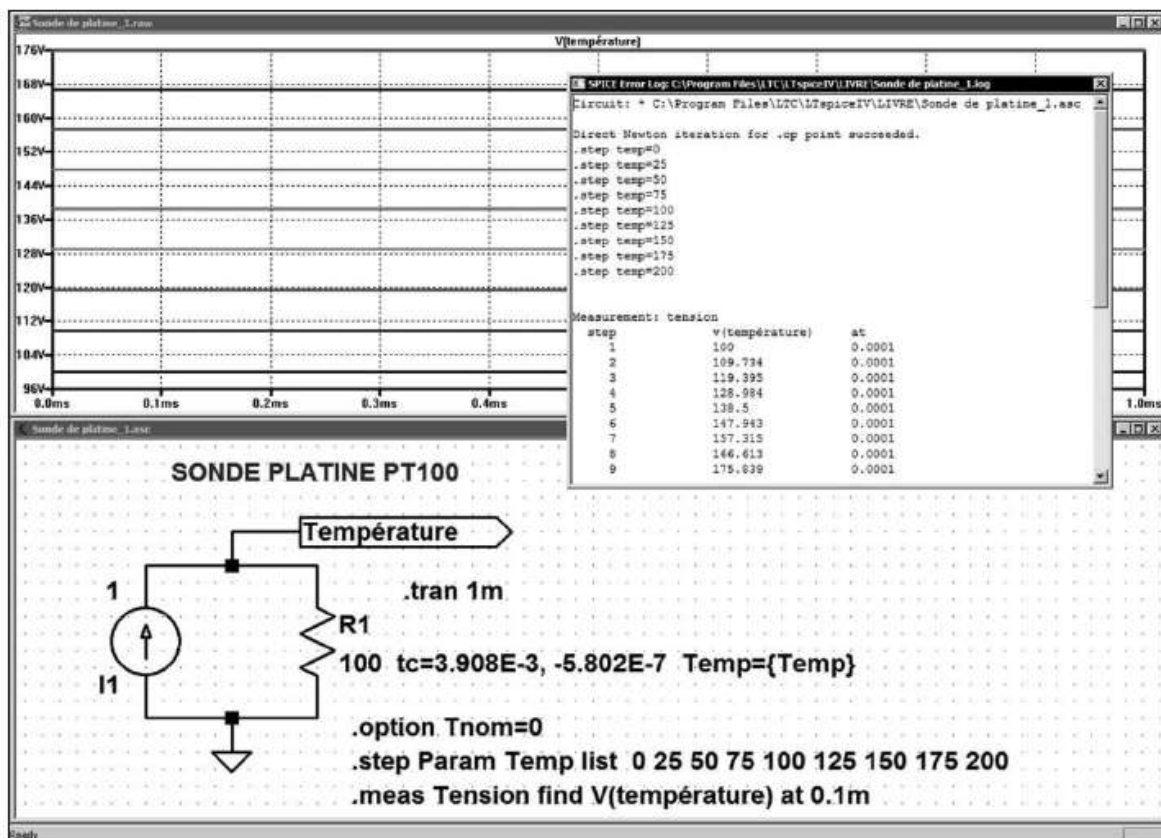 Sonde de platine_1.raw
V(température)
176V
168V
160V
152V
144V
136V
128V
120V
112V
104V
96V
0.0ms 0.1ms 0.2ms 0.3ms 0.4ms 1.0ms
SPICE Error Log: C:\Program Files\LTC\LTspiceIV\LIVRE\Sonde de platine_1.log
Circuit: * C:\Program Files\LTC\LTspiceIV\LIVRE\Sonde de platine_1.asc
Direct Newton iteration for .op point succeeded.
.step temp=0
.step temp=25
.step temp=50
.step temp=75
.step temp=100
.step temp=125
.step temp=150
.step temp=175
.step temp=200
Measurement: tension
step v(température) at
1 100 0.0001
2 109.734 0.0001
3 119.395 0.0001
4 128.984 0.0001
5 138.5 0.0001
6 147.943 0.0001
7 157.315 0.0001
8 166.613 0.0001
9 175.839 0.0001
Sonde de platine_1.asc
SONDE PLATINE PT100
Température
1
.tran 1m
R1
100 tc=3.908E-3, -5.802E-7 Temp={Temp}
I1
.option Tnom=0
.step Param Temp list 0 25 50 75 100 125 150 175 200
.meas Tension find V(température) at 0.1m
Ready